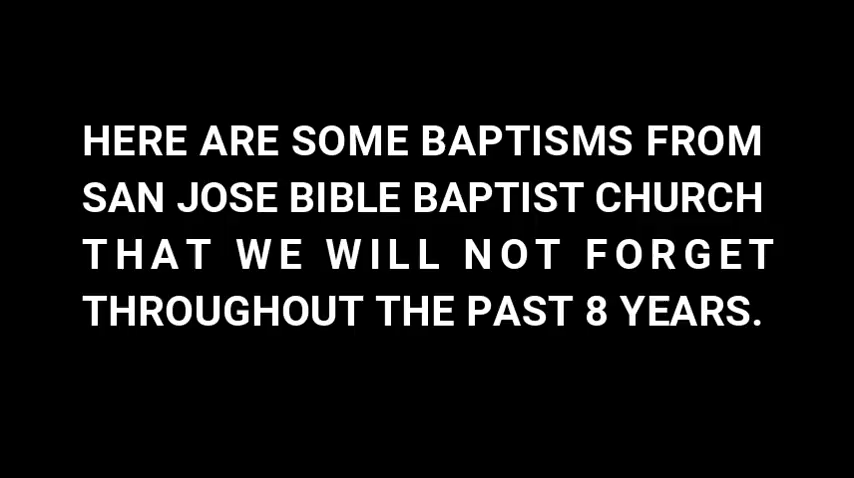 HERE ARE SOME BAPTISMS FROM
SAN JOSE BIBLE BAPTIST CHURCH
THAT WE WILL NOT FORGET
THROUGHOUT THE PAST 8 YEARS.